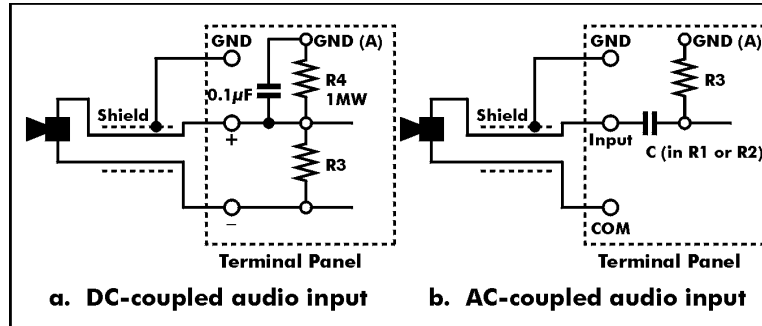 GND
GND (A)
R4
1MW
0.1µF
Shield
+
R3
−
Terminal Panel
a. DC-coupled audio input
GND
GND (A)
R3
Shield
Input
C (in R1 or R2)
COM
Terminal Panel
b. AC-coupled audio input